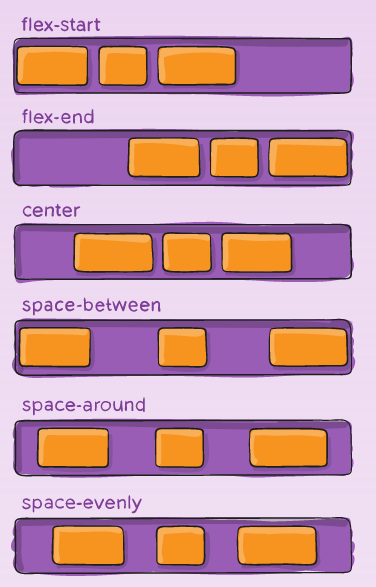 flex-start
flex-end
center
space-between
space-around
space-evenly